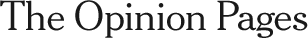 The Opinion Pages